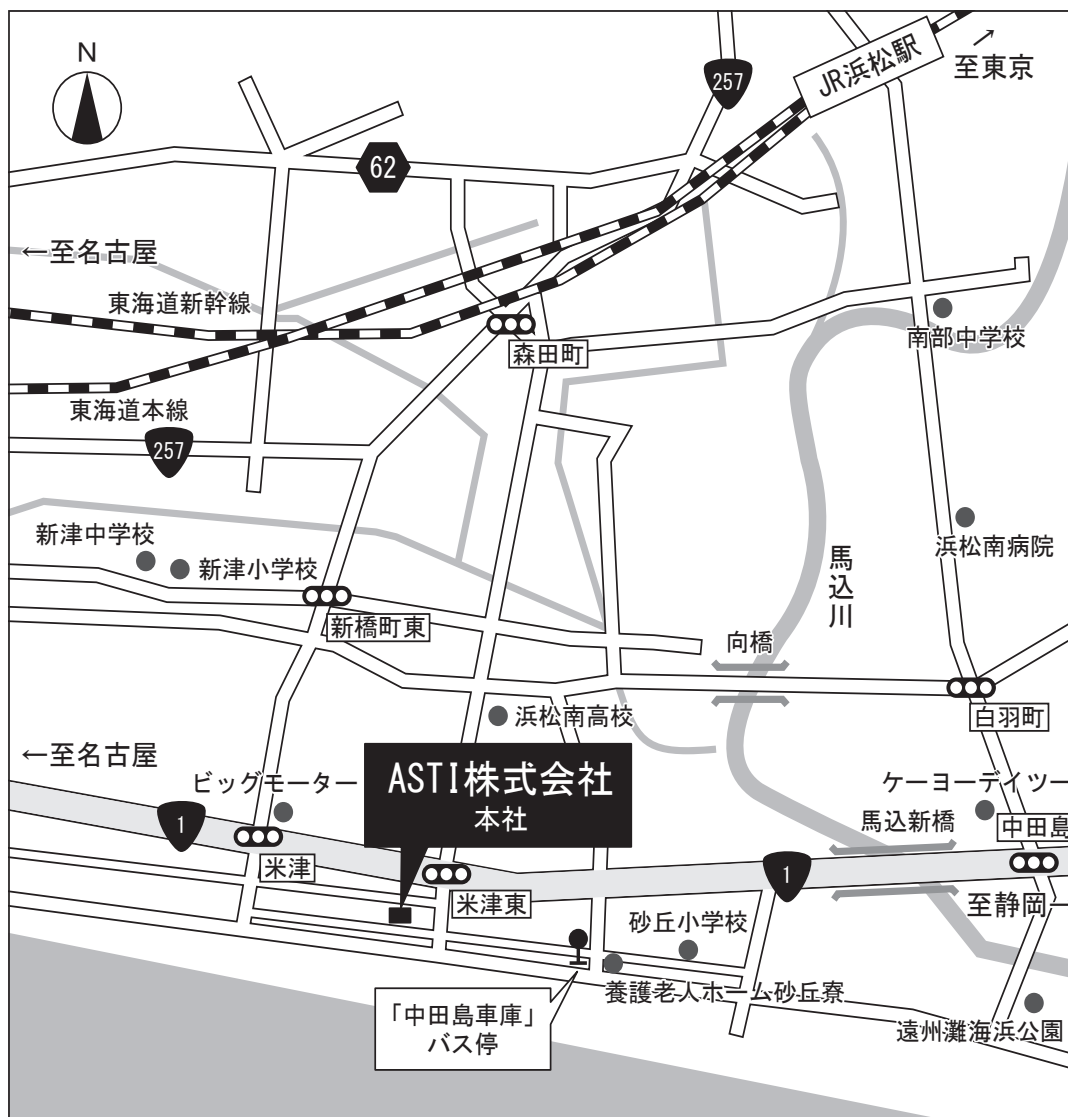 N
257
JR浜松駅
至東京
62
←至名古屋
東海道新幹線
南部中学校
森田町
東海道本線
257
新津中学校
新津小学校
浜松南病院
馬込川
新橋町東
向橋
浜松南高校
白羽町
←至名古屋
ビッグモーター
ASTI株式会社
本社
ケーヨーデイツー
1
馬込新橋
中田島
米津
1
米津東
至静岡
砂丘小学校
養護老人ホーム砂丘寮
「中田島車庫」
バス停
遠州灘海浜公園